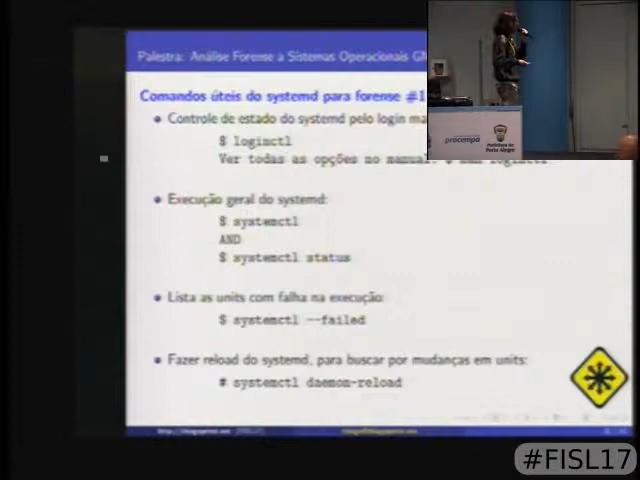 Palestra: Análise Forense a Sistemas Operacionais
Comandos úteis do systemd para forense #1
Controle de estado do systemd pelo login
$ loginctl
Ver todas as opções no manual:
Execução geral do systemd:
$ systemctl
AND
$ systemctl status
Lista as units com falha na execução:
$ systemctl --failed
Fazer reload do systemd, para buscar por mudanças em units:
# systemctl daemon-reload
procempa
Prefeitura de
Porto Alegre
#FISL17